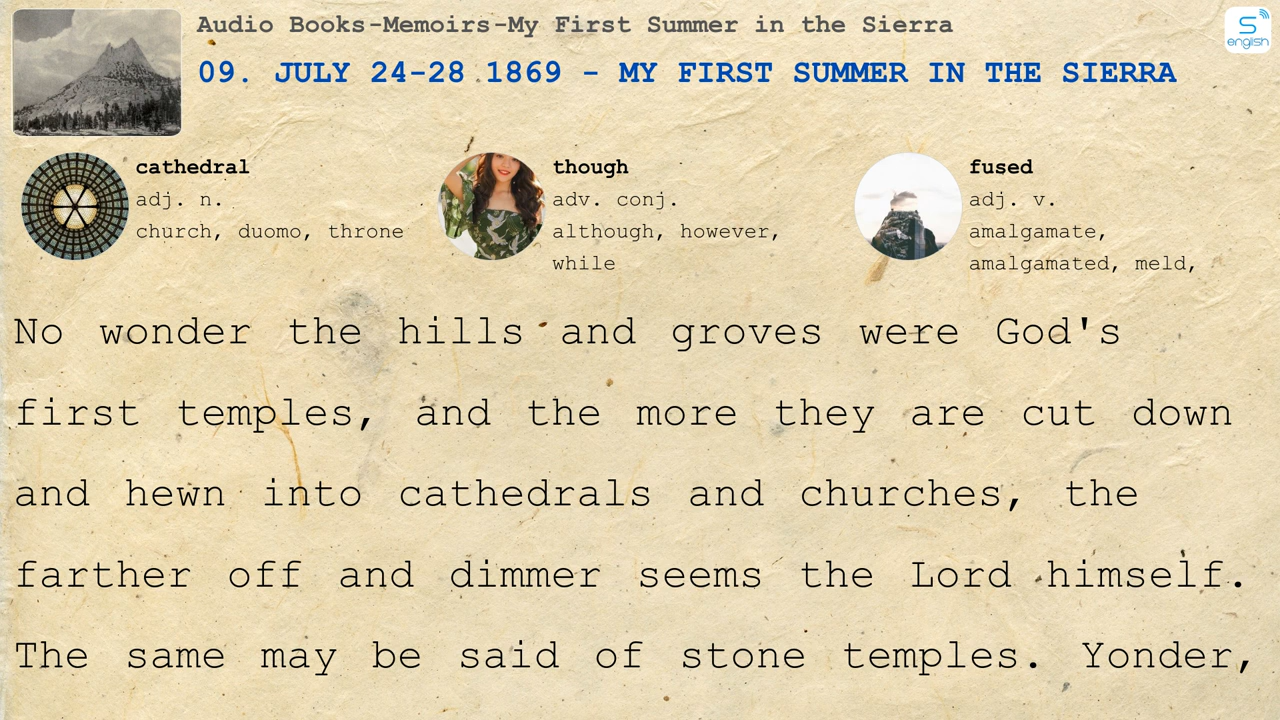 Audio Books-Memoirs-My First Summer in the Sierra
09. JULY 24-28 1869 - MY FIRST SUMMER IN THE SIERRA
S
english
cathedral
adj. n.
church, duomo, throne
though
adv. conj.
although, however,
while
fused
adj. v.
amalgamate,
amalgamated, meld,
No wonder the hills and groves were God's
first temples, and the more they are cut down
and hewn into cathedrals and churches, the
farther off and dimmer seems the Lord himself.
The same may be said of stone temples. Yonder,